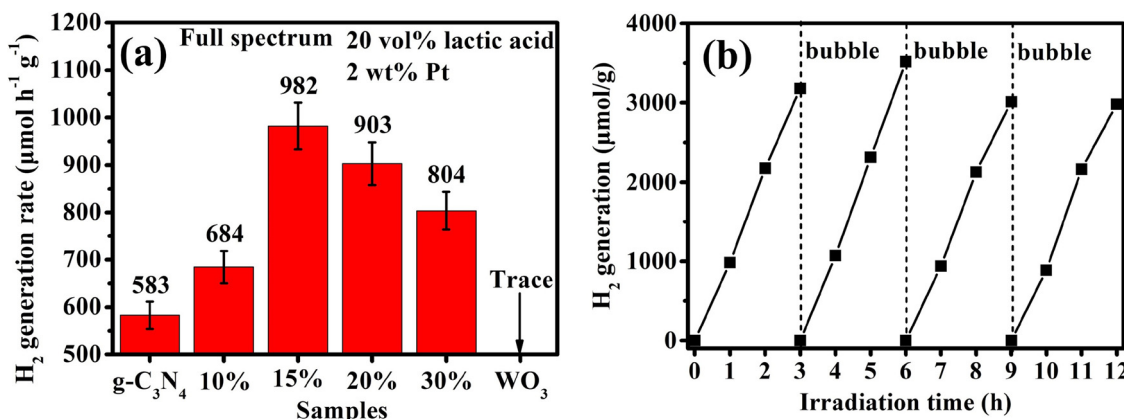 (a)
Full spectrum
20 vol% lactic acid
2 wt% Pt
H₂ generation rate (μmol h⁻¹ g⁻¹)
1200
1100
1000
900
800
700
600
500
583
684
982
903
804
Trace
g-C₃N₄ 10% 15% 20% 30% WO₃
Samples
(b)
bubble bubble bubble
H₂ generation (μmol/g)
4000
3000
2000
1000
0
0 1 2 3 4 5 6 7 8 9 10 11 12
Irradiation time (h)